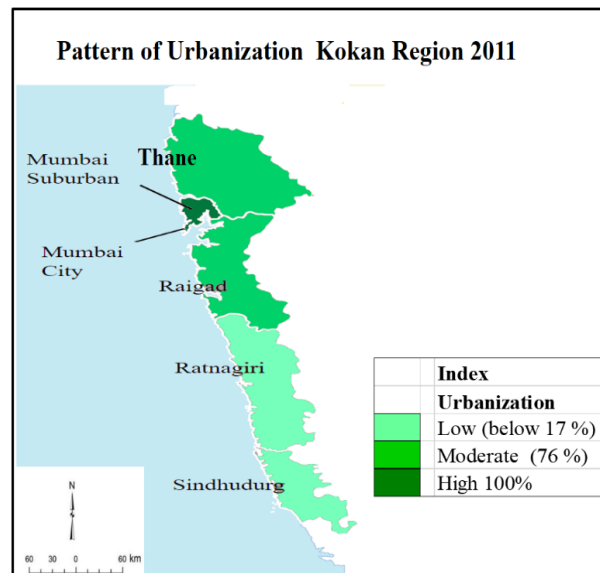 Pattern of Urbanization Kokan Region 2011
Thane
Mumbai
Suburban
Mumbai
City
Raigad
Ratnagiri
Sindhudurg
Index
Urbanization
Low (below 17 %)
Moderate (76 %)
High 100%
N
60 30 0 60 km